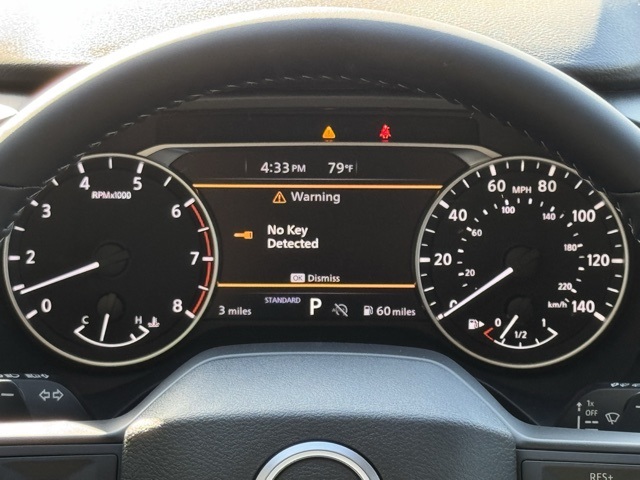 4:33 PM 79°F
Warning
No Key
Detected
OK Dismiss
STANDARD
3 miles P 60 miles
RPMx1000
0 2 3 4 5 6 7 8
C H
MPH
0 20 40 60 80 100 120 140
20 60 100 140 180 220
km/h
0 1/2 1
1x
OFF
RES+